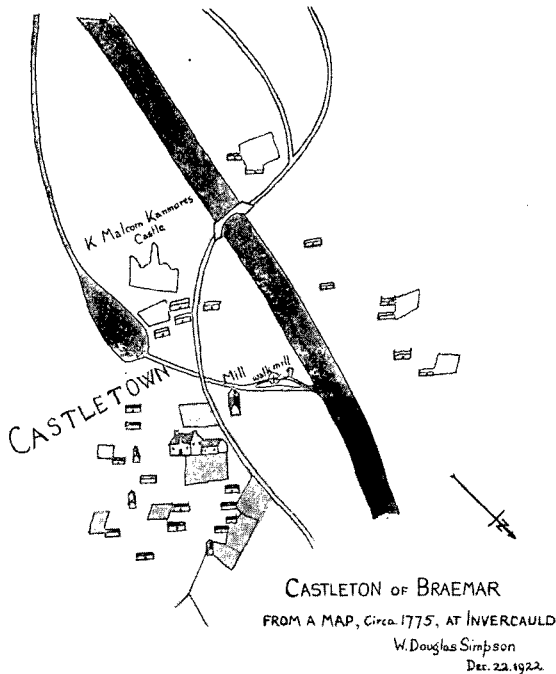 K Malcom Kanmores
Castle
CASTLETOWN
Mill
walkmill
N
CASTLETON OF BRAEMAR
FROM A MAP, Circa 1775, AT INVERCAULD
W. Douglas Simpson
Dec. 22. 1922.